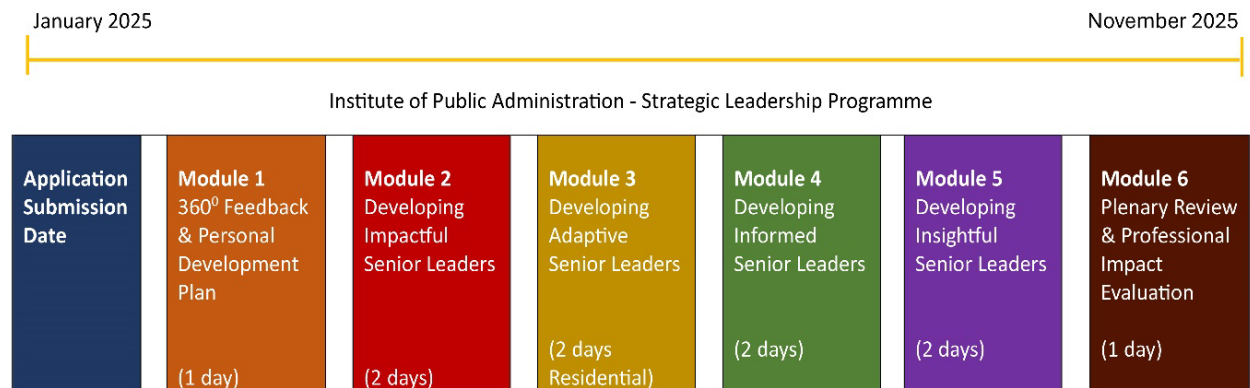 January 2025
November 2025
Institute of Public Administration - Strategic Leadership Programme
Application
Submission
Date
Module 1
360⁰ Feedback
& Personal
Development
Plan
(1 day)
Module 2
Developing
Impactful
Senior Leaders
(2 days)
Module 3
Developing
Adaptive
Senior Leaders
(2 days
Residential)
Module 4
Developing
Informed
Senior Leaders
(2 days)
Module 5
Developing
Insightful
Senior Leaders
(2 days)
Module 6
Plenary Review
& Professional
Impact
Evaluation
(1 day)